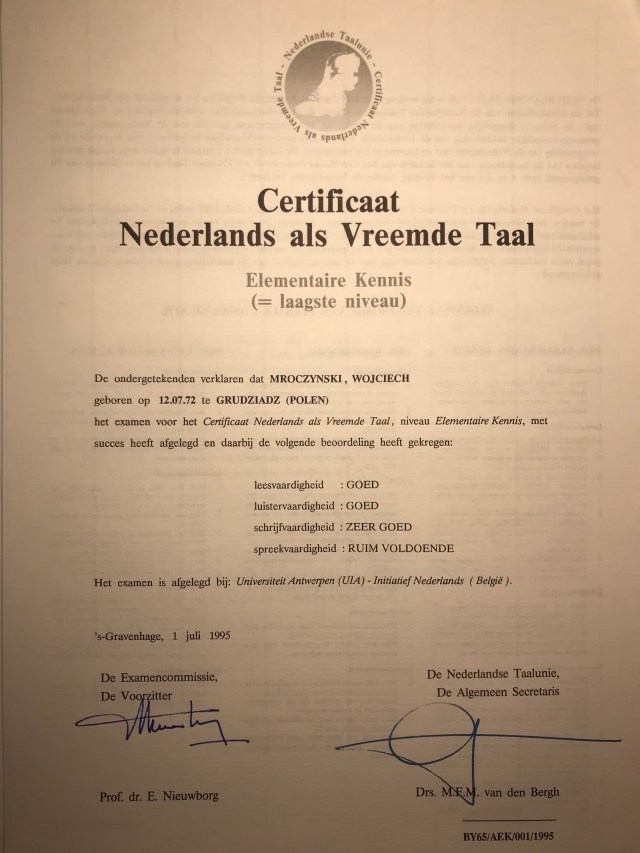 Nederlandse Taalunie - Certificaat Nederlands als Vreemde Taal -
Certificaat
Nederlands als Vreemde Taal
Elementaire Kennis
(= laagste niveau)
De ondergetekenden verklaren dat MROCZYNSKI, WOJCIECH
geboren op 12.07.72 te GRUDZIADZ (POLEN)
het examen voor het Certificaat Nederlands als Vreemde Taal, niveau Elementaire Kennis, met
succes heeft afgelegd en daarbij de volgende beoordeling heeft gekregen:
leesvaardigheid : GOED
luistervaardigheid : GOED
schrijfvaardigheid : ZEER GOED
spreekvaardigheid : RUIM VOLDOENDE
Het examen is afgelegd bij: Universiteit Antwerpen (UIA) - Initiatief Nederlands ( België ).
's-Gravenhage, 1 juli 1995
De Examencommissie,
De Voorzitter
Prof. dr. E. Nieuwborg
De Nederlandse Taalunie,
De Algemeen Secretaris
Drs. M.E.M. van den Bergh
BY65/AEK/001/1995